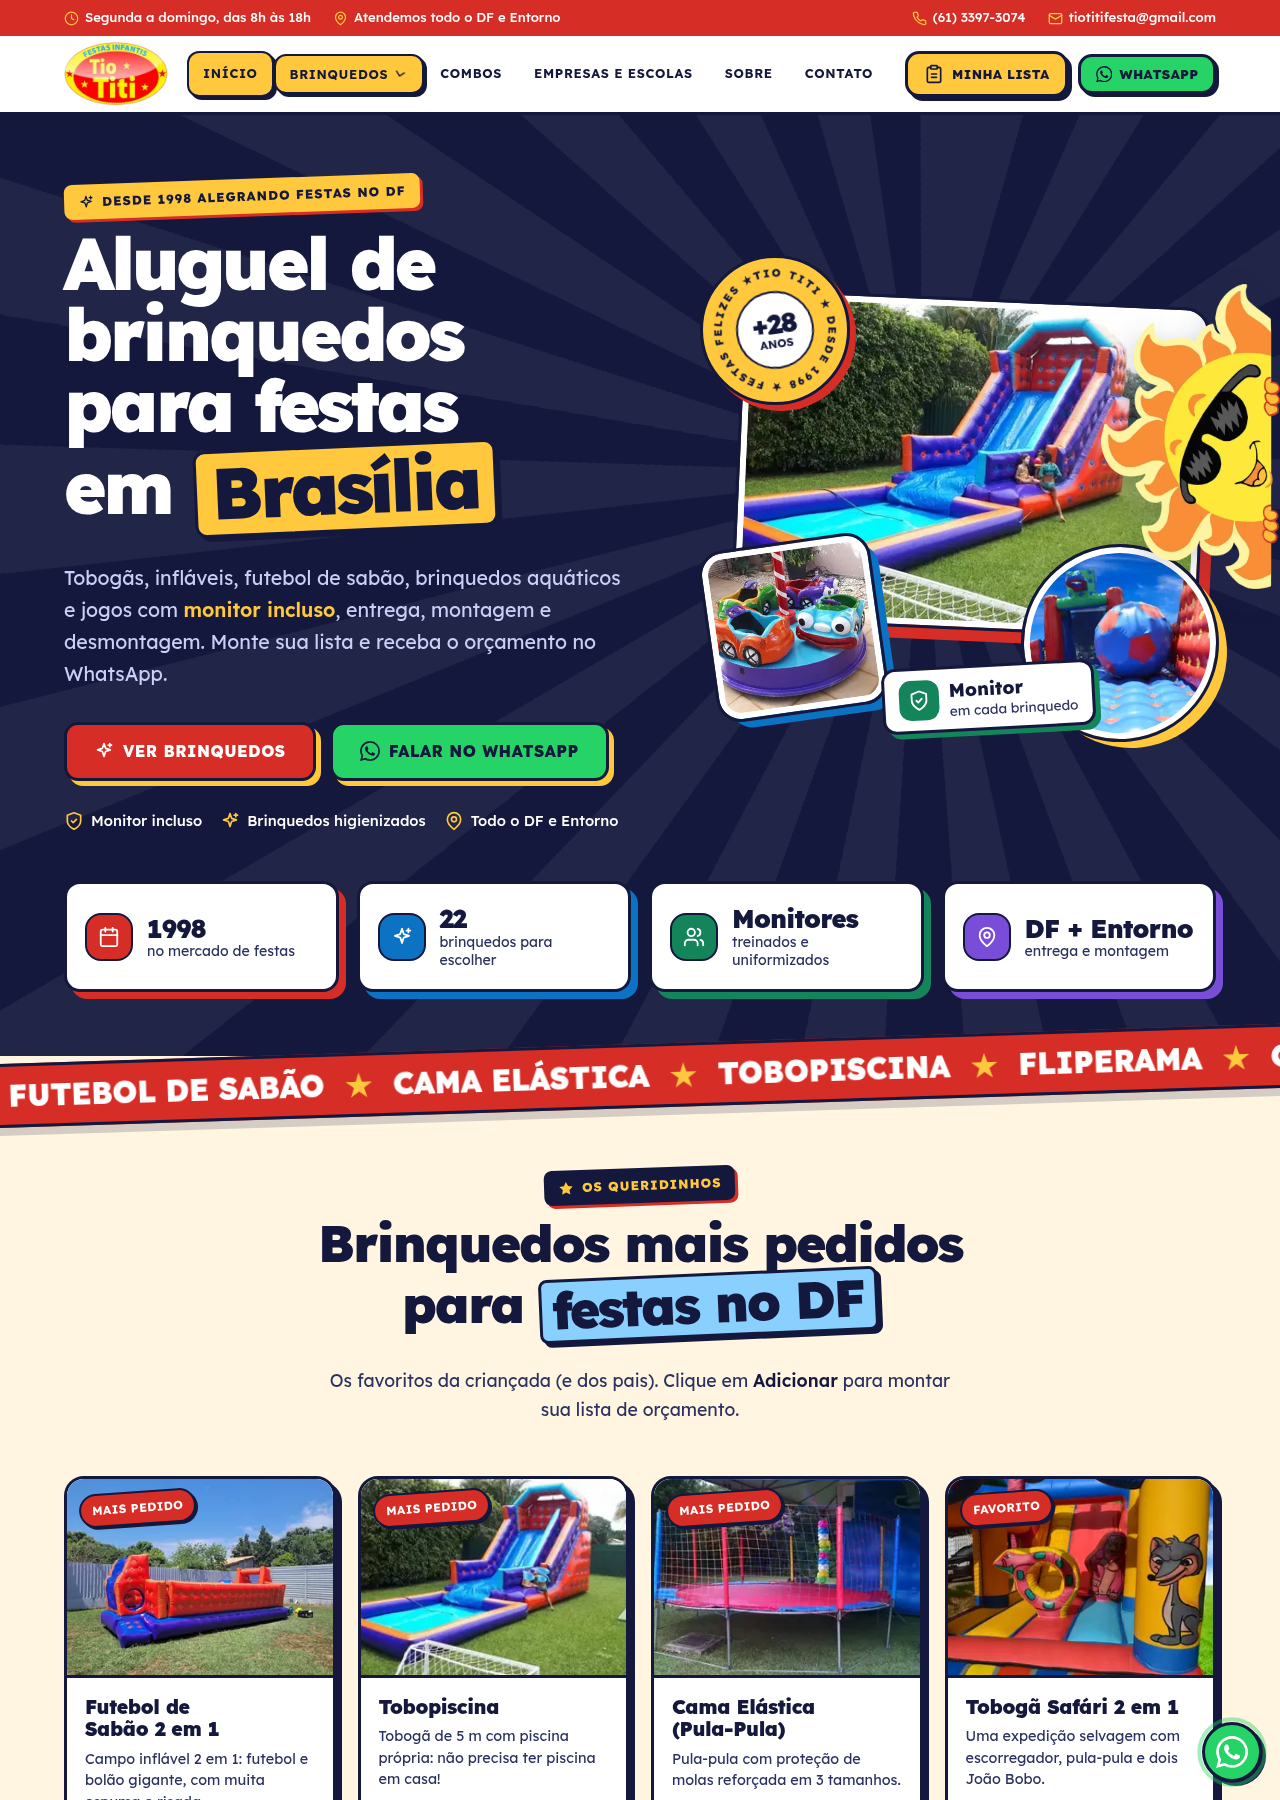 Segunda a domingo, das 8h às 18h
Atendemos todo o DF e Entorno
(61) 3397-3074
tiotitifesta@gmail.com
FESTAS INFANTIS
Tio
Titi
INÍCIO
BRINQUEDOS
COMBOS
EMPRESAS E ESCOLAS
SOBRE
CONTATO
MINHA LISTA
WHATSAPP
DESDE 1998 ALEGRANDO FESTAS NO DF
Aluguel de
brinquedos
para festas
em Brasília
TIO TITI ★ DESDE 1998 ★ FESTAS FELIZES ★
+28
ANOS
Tobogãs, infláveis, futebol de sabão, brinquedos aquáticos
e jogos com monitor incluso, entrega, montagem e
desmontagem. Monte sua lista e receba o orçamento no
WhatsApp.
Monitor
em cada brinquedo
VER BRINQUEDOS
FALAR NO WHATSAPP
Monitor incluso
Brinquedos higienizados
Todo o DF e Entorno
1998
no mercado de festas
22
brinquedos para
escolher
Monitores
treinados e
uniformizados
DF + Entorno
entrega e montagem
FUTEBOL DE SABÃO ★ CAMA ELÁSTICA ★ TOBOPISCINA ★ FLIPERAMA ★
OS QUERIDINHOS
Brinquedos mais pedidos
para festas no DF
Os favoritos da criançada (e dos pais). Clique em Adicionar para montar
sua lista de orçamento.
MAIS PEDIDO
MAIS PEDIDO
MAIS PEDIDO
FAVORITO
Futebol de
Sabão 2 em 1
Campo inflável 2 em 1: futebol e
bolão gigante, com muita
Tobopiscina
Tobogã de 5 m com piscina
própria: não precisa ter piscina
em casa!
Cama Elástica
(Pula-Pula)
Pula-pula com proteção de
molas reforçada em 3 tamanhos.
Tobogã Safári 2 em 1
Uma expedição selvagem com
escorregador, pula-pula e dois
João Bobo.